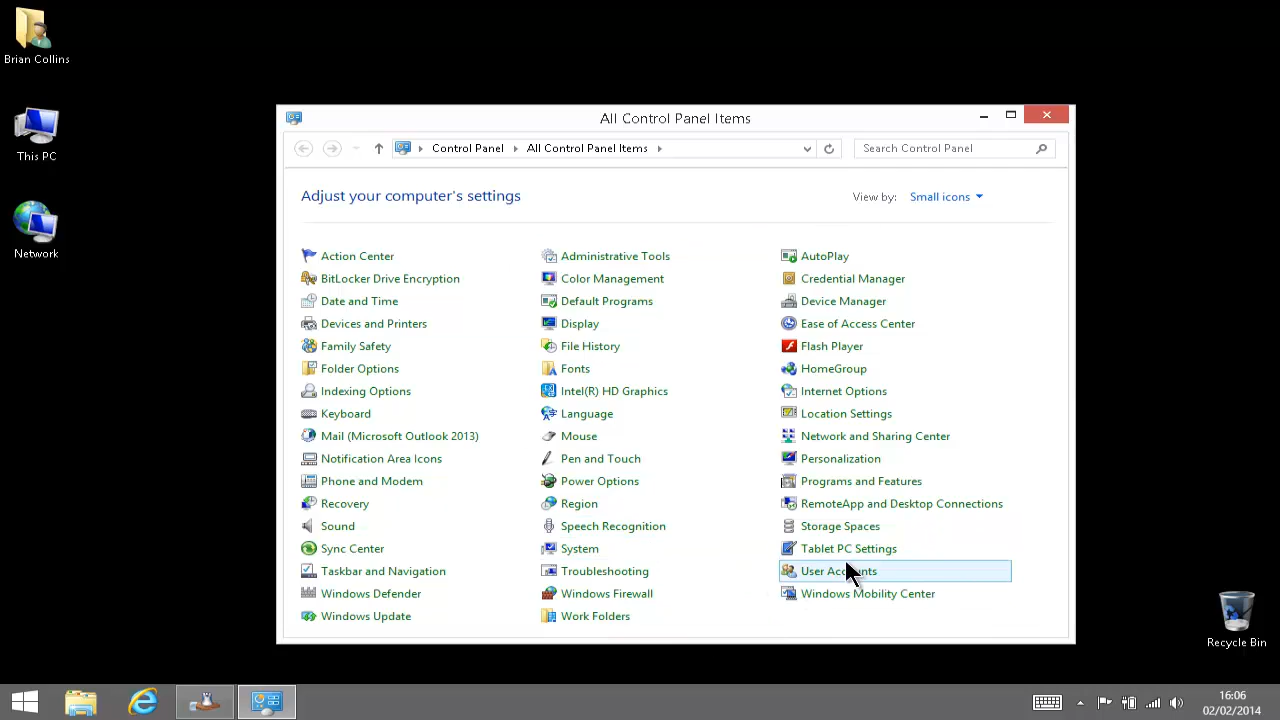 Brian Collins
This PC
Network
All Control Panel Items
Control Panel
All Control Panel Items
Search Control Panel
Adjust your computer's settings
View by: Small icons
Action Center
Administrative Tools
AutoPlay
BitLocker Drive Encryption
Color Management
Credential Manager
Date and Time
Default Programs
Device Manager
Devices and Printers
Display
Ease of Access Center
Family Safety
File History
Flash Player
Folder Options
Fonts
HomeGroup
Indexing Options
Intel(R) HD Graphics
Internet Options
Keyboard
Language
Location Settings
Mail (Microsoft Outlook 2013)
Mouse
Network and Sharing Center
Notification Area Icons
Pen and Touch
Personalization
Phone and Modem
Power Options
Programs and Features
Recovery
Region
RemoteApp and Desktop Connections
Sound
Speech Recognition
Storage Spaces
Sync Center
System
Tablet PC Settings
Taskbar and Navigation
Troubleshooting
User Accounts
Windows Defender
Windows Firewall
Windows Mobility Center
Windows Update
Work Folders
Recycle Bin
16:06
02/02/2014